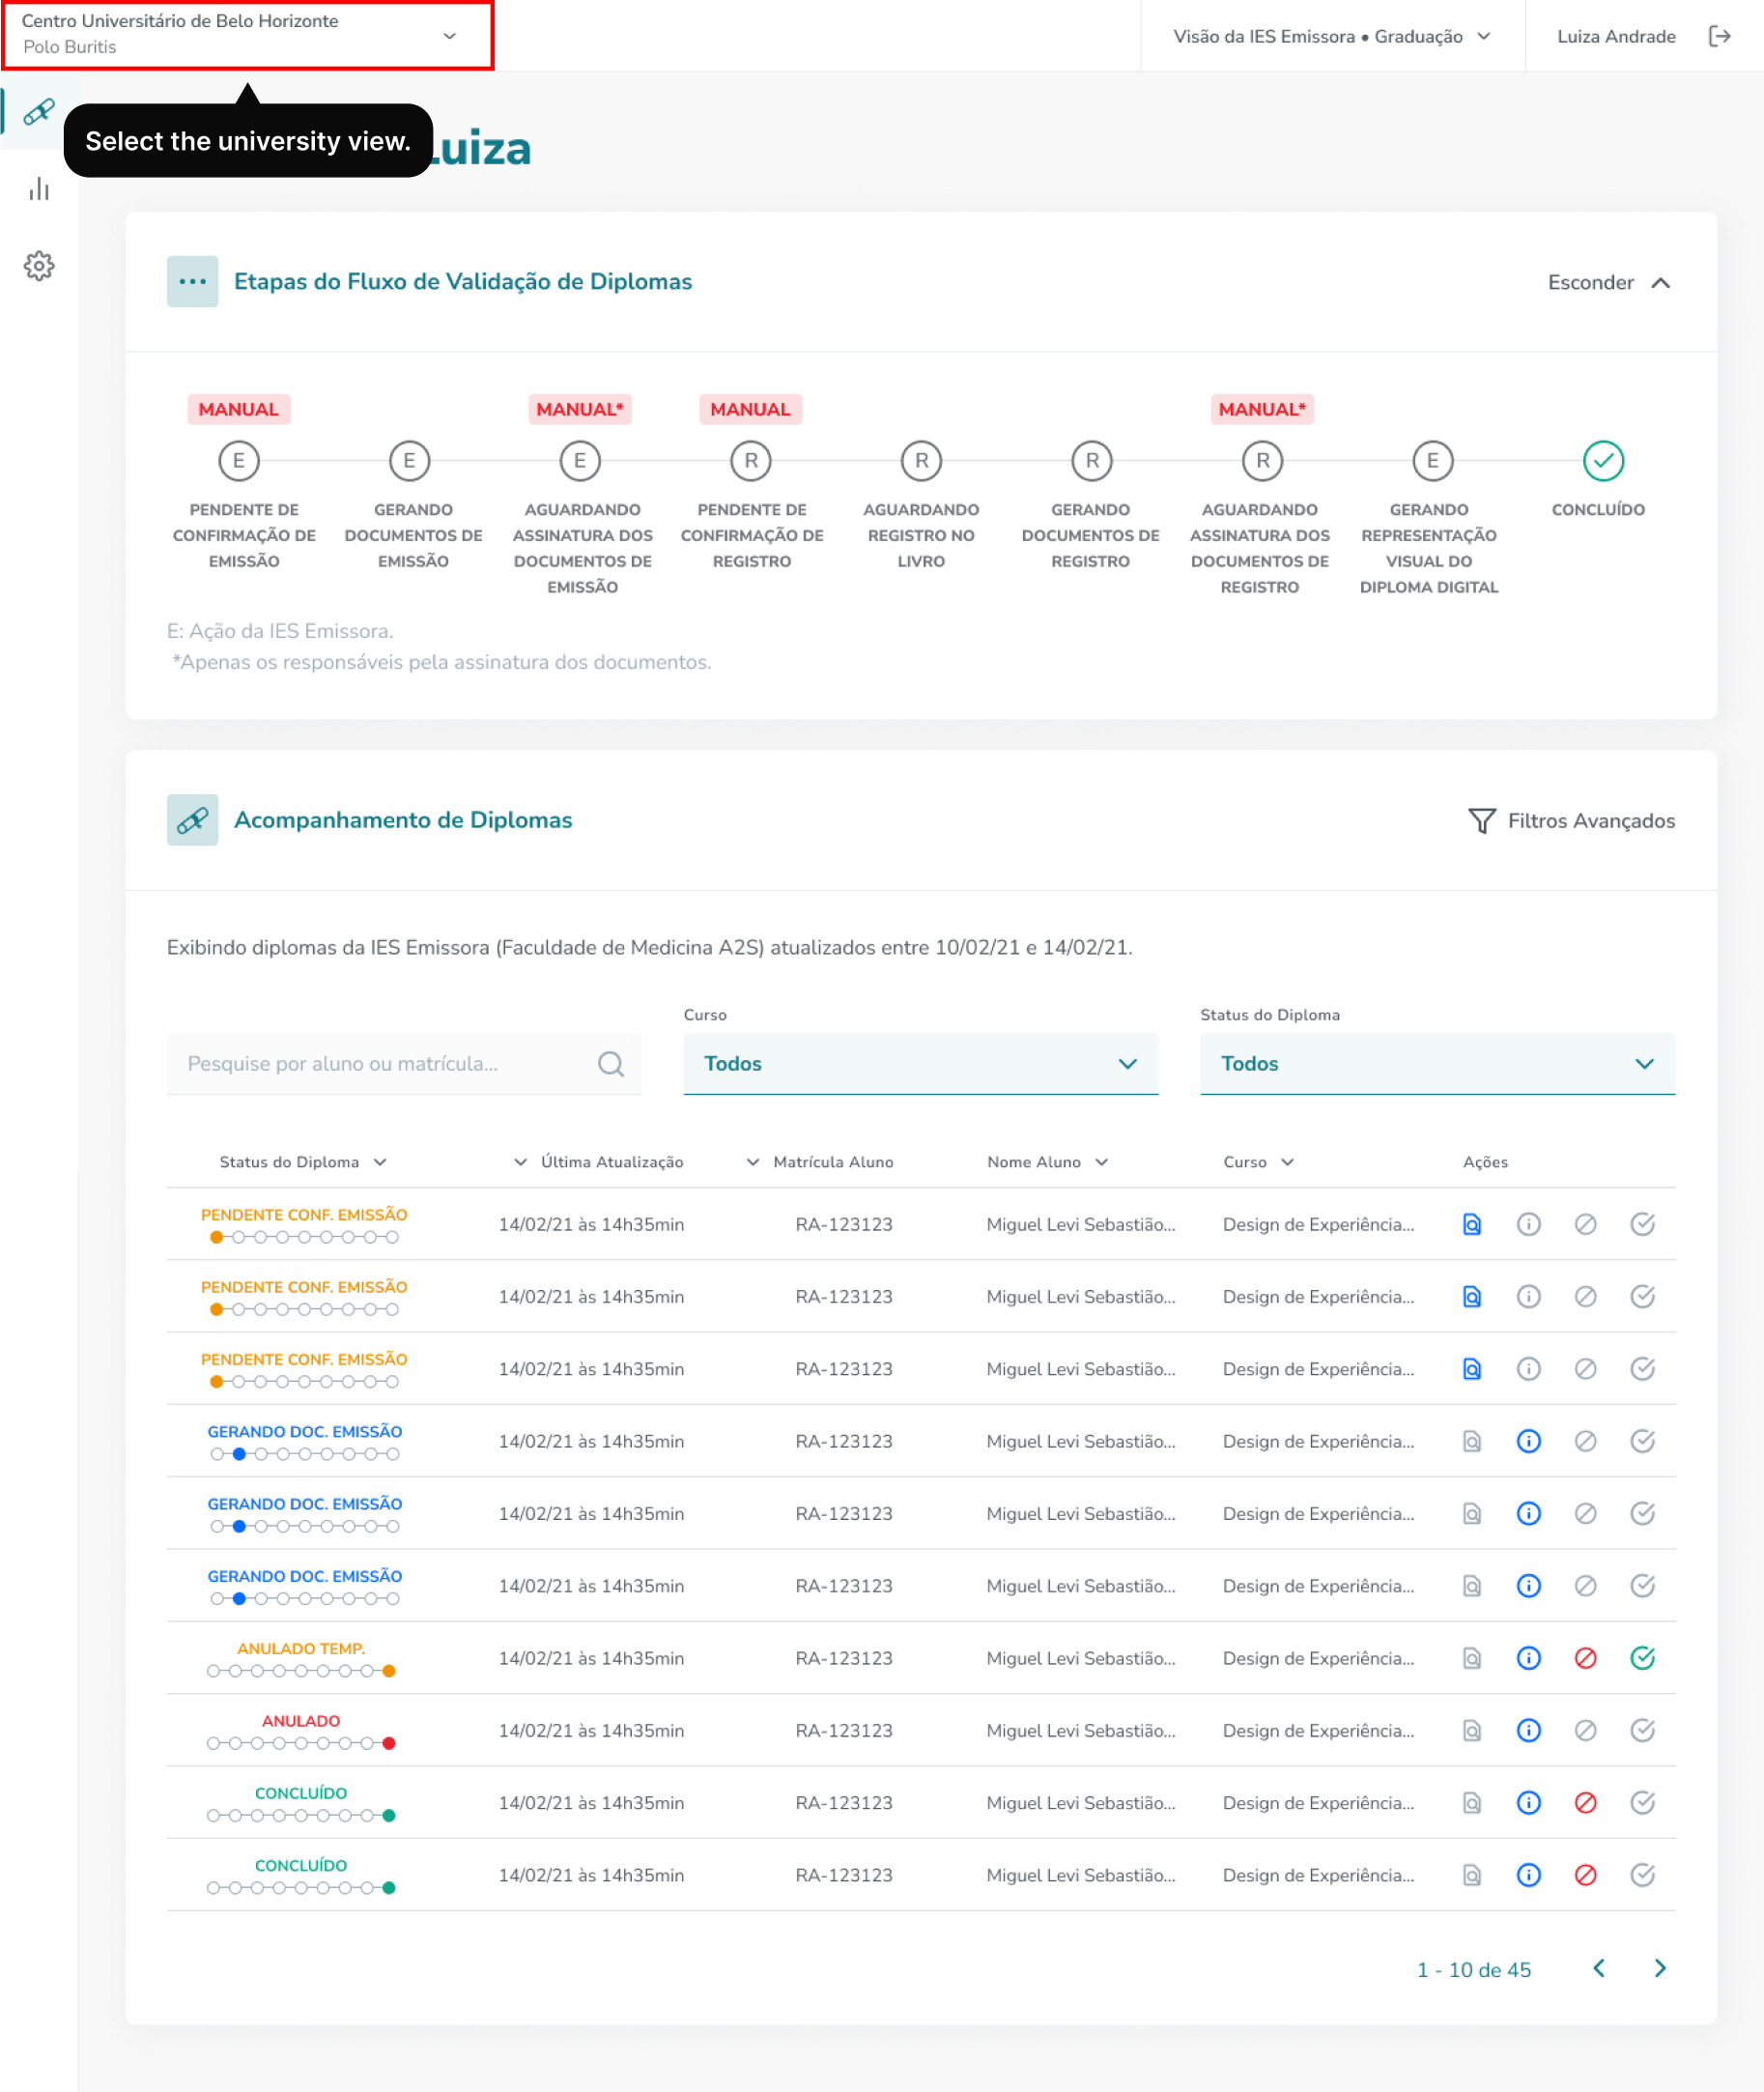 Centro Universitário de Belo Horizonte
Polo Buritis
Visão da IES Emissora • Graduação
Luiza Andrade
Select the university view.
Luiza
Etapas do Fluxo de Validação de Diplomas
Esconder
MANUAL
MANUAL*
MANUAL
MANUAL*
E
E
E
R
R
R
R
E
PENDENTE DE
CONFIRMAÇÃO DE
EMISSÃO
GERANDO
DOCUMENTOS DE
EMISSÃO
AGUARDANDO
ASSINATURA DOS
DOCUMENTOS DE
EMISSÃO
PENDENTE DE
CONFIRMAÇÃO DE
REGISTRO
AGUARDANDO
REGISTRO NO
LIVRO
GERANDO
DOCUMENTOS DE
REGISTRO
AGUARDANDO
ASSINATURA DOS
DOCUMENTOS DE
REGISTRO
GERANDO
REPRESENTAÇÃO
VISUAL DO
DIPLOMA DIGITAL
CONCLUÍDO
E: Ação da IES Emissora.
*Apenas os responsáveis pela assinatura dos documentos.
Acompanhamento de Diplomas
Filtros Avançados
Exibindo diplomas da IES Emissora (Faculdade de Medicina A2S) atualizados entre 10/02/21 e 14/02/21.
Curso
Status do Diploma
Pesquise por aluno ou matrícula...
Todos
Todos
Status do Diploma Última Atualização Matrícula Aluno Nome Aluno Curso Ações
PENDENTE CONF. EMISSÃO 14/02/21 às 14h35min RA-123123 Miguel Levi Sebastião... Design de Experiência...
PENDENTE CONF. EMISSÃO 14/02/21 às 14h35min RA-123123 Miguel Levi Sebastião... Design de Experiência...
PENDENTE CONF. EMISSÃO 14/02/21 às 14h35min RA-123123 Miguel Levi Sebastião... Design de Experiência...
GERANDO DOC. EMISSÃO 14/02/21 às 14h35min RA-123123 Miguel Levi Sebastião... Design de Experiência...
GERANDO DOC. EMISSÃO 14/02/21 às 14h35min RA-123123 Miguel Levi Sebastião... Design de Experiência...
GERANDO DOC. EMISSÃO 14/02/21 às 14h35min RA-123123 Miguel Levi Sebastião... Design de Experiência...
ANULADO TEMP. 14/02/21 às 14h35min RA-123123 Miguel Levi Sebastião... Design de Experiência...
ANULADO 14/02/21 às 14h35min RA-123123 Miguel Levi Sebastião... Design de Experiência...
CONCLUÍDO 14/02/21 às 14h35min RA-123123 Miguel Levi Sebastião... Design de Experiência...
CONCLUÍDO 14/02/21 às 14h35min RA-123123 Miguel Levi Sebastião... Design de Experiência...
1 - 10 de 45